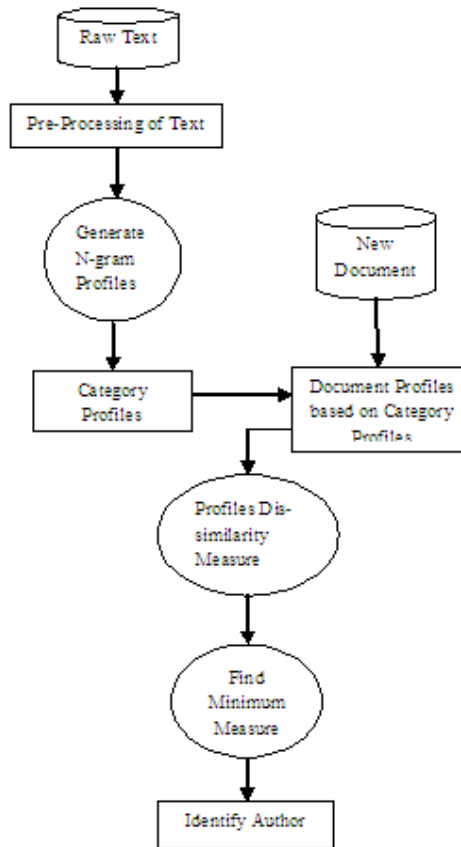 Raw Text
Pre-Processing of Text
Generate
N-gram
Profiles
New
Document
Category
Profiles
Document Profiles
based on Category
Profiles
Profiles Dis-
similarity
Measure
Find
Minimum
Measure
Identify Author